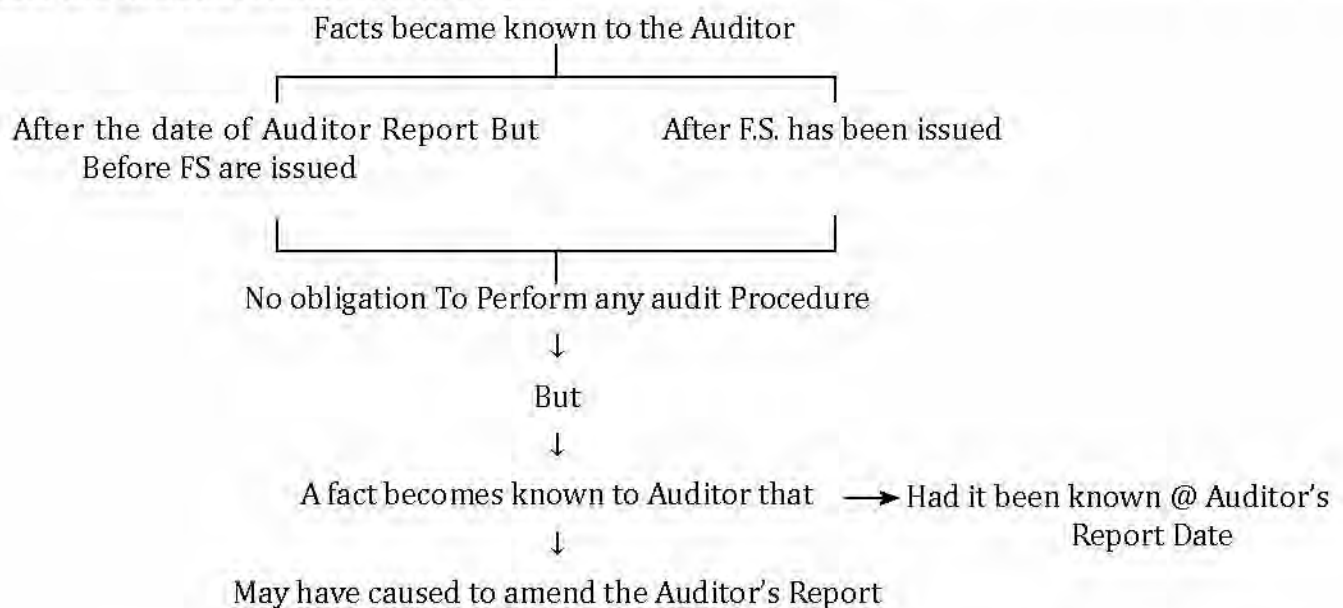 Facts became known to the Auditor
After the date of Auditor Report But
Before FS are issued
After F.S. has been issued
No obligation To Perform any audit Procedure
↓
But
↓
A fact becomes known to Auditor that → Had it been known @ Auditor's
Report Date
↓
May have caused to amend the Auditor's Report